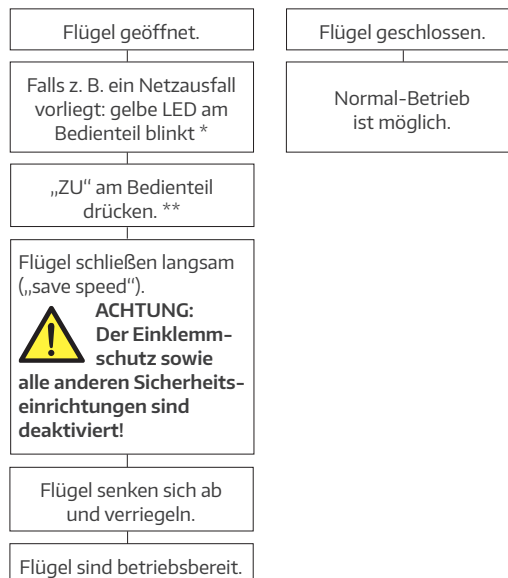 Flügel geöffnet.
Falls z. B. ein Netzausfall
vorliegt: gelbe LED am
Bedienteil blinkt *
„ZU“ am Bedienteil
drücken. **
Flügel schließen langsam
(„save speed“).
ACHTUNG:
Der Einklemm-
schutz sowie
alle anderen Sicherheits-
einrichtungen sind
deaktiviert!
Flügel senken sich ab
und verriegeln.
Flügel sind betriebsbereit.
Flügel geschlossen.
Normal-Betrieb
ist möglich.